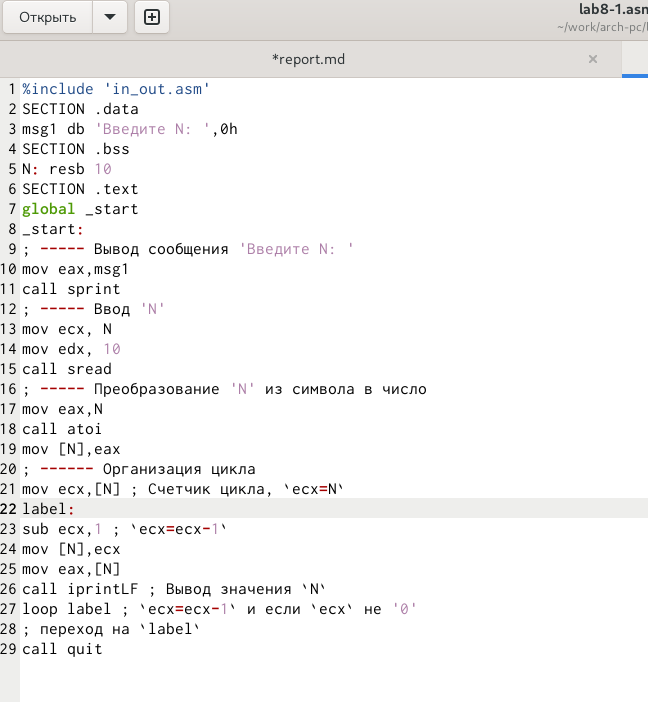 Открыть
lab8-1.asm
~/work/arch-pc/l
*report.md
1 %include 'in_out.asm'
2 SECTION .data
3 msg1 db 'Введите N: ',0h
4 SECTION .bss
5 N: resb 10
6 SECTION .text
7 global _start
8 _start:
9 ; ----- Вывод сообщения 'Введите N: '
10 mov eax,msg1
11 call sprint
12 ; ----- Ввод 'N'
13 mov ecx, N
14 mov edx, 10
15 call sread
16 ; ----- Преобразование 'N' из символа в число
17 mov eax,N
18 call atoi
19 mov [N],eax
20 ; ------ Организация цикла
21 mov ecx,[N] ; Счетчик цикла, `ecx=N`
22 label:
23 sub ecx,1 ; `ecx=ecx-1`
24 mov [N],ecx
25 mov eax,[N]
26 call iprintLF ; Вывод значения `N`
27 loop label ; `ecx=ecx-1` и если `ecx` не '0'
28 ; переход на `label`
29 call quit